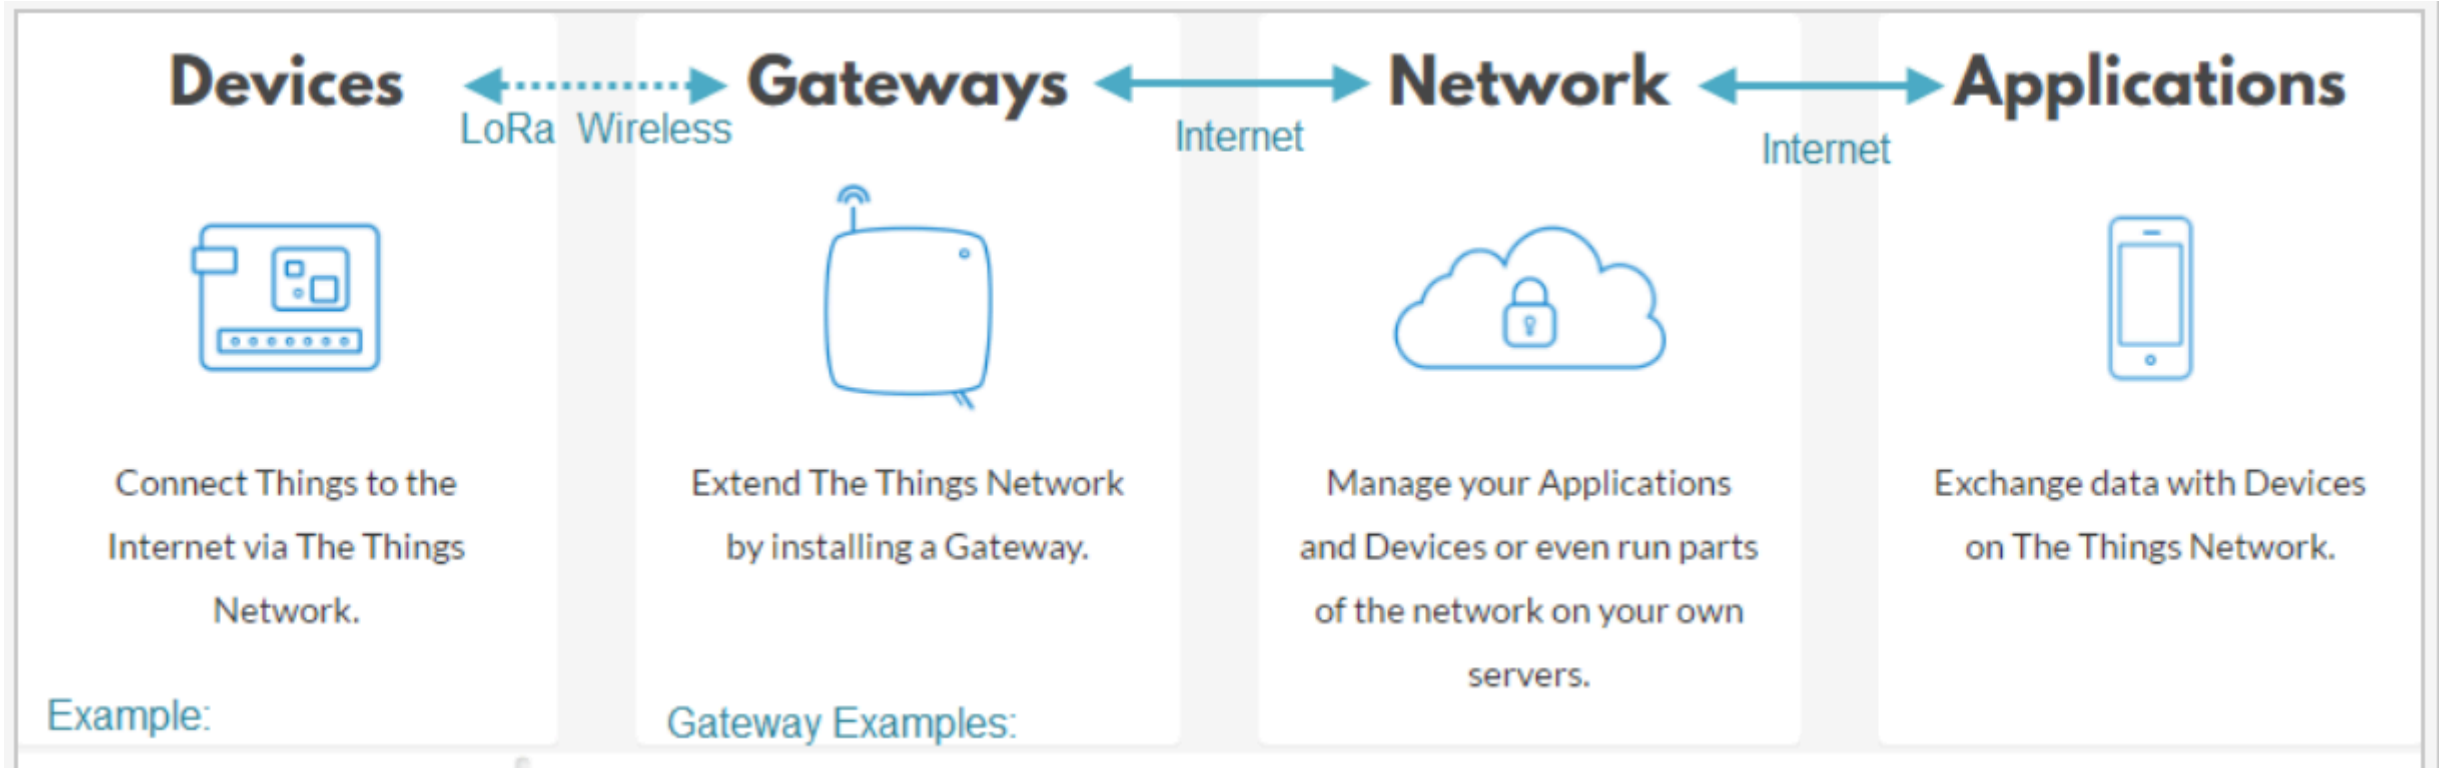 Devices
Gateways
Network
Applications
LoRa Wireless
Internet
Internet
Connect Things to the
Internet via The Things
Network.
Example:
Extend The Things Network
by installing a Gateway.
Gateway Examples:
Manage your Applications
and Devices or even run parts
of the network on your own
servers.
Exchange data with Devices
on The Things Network.